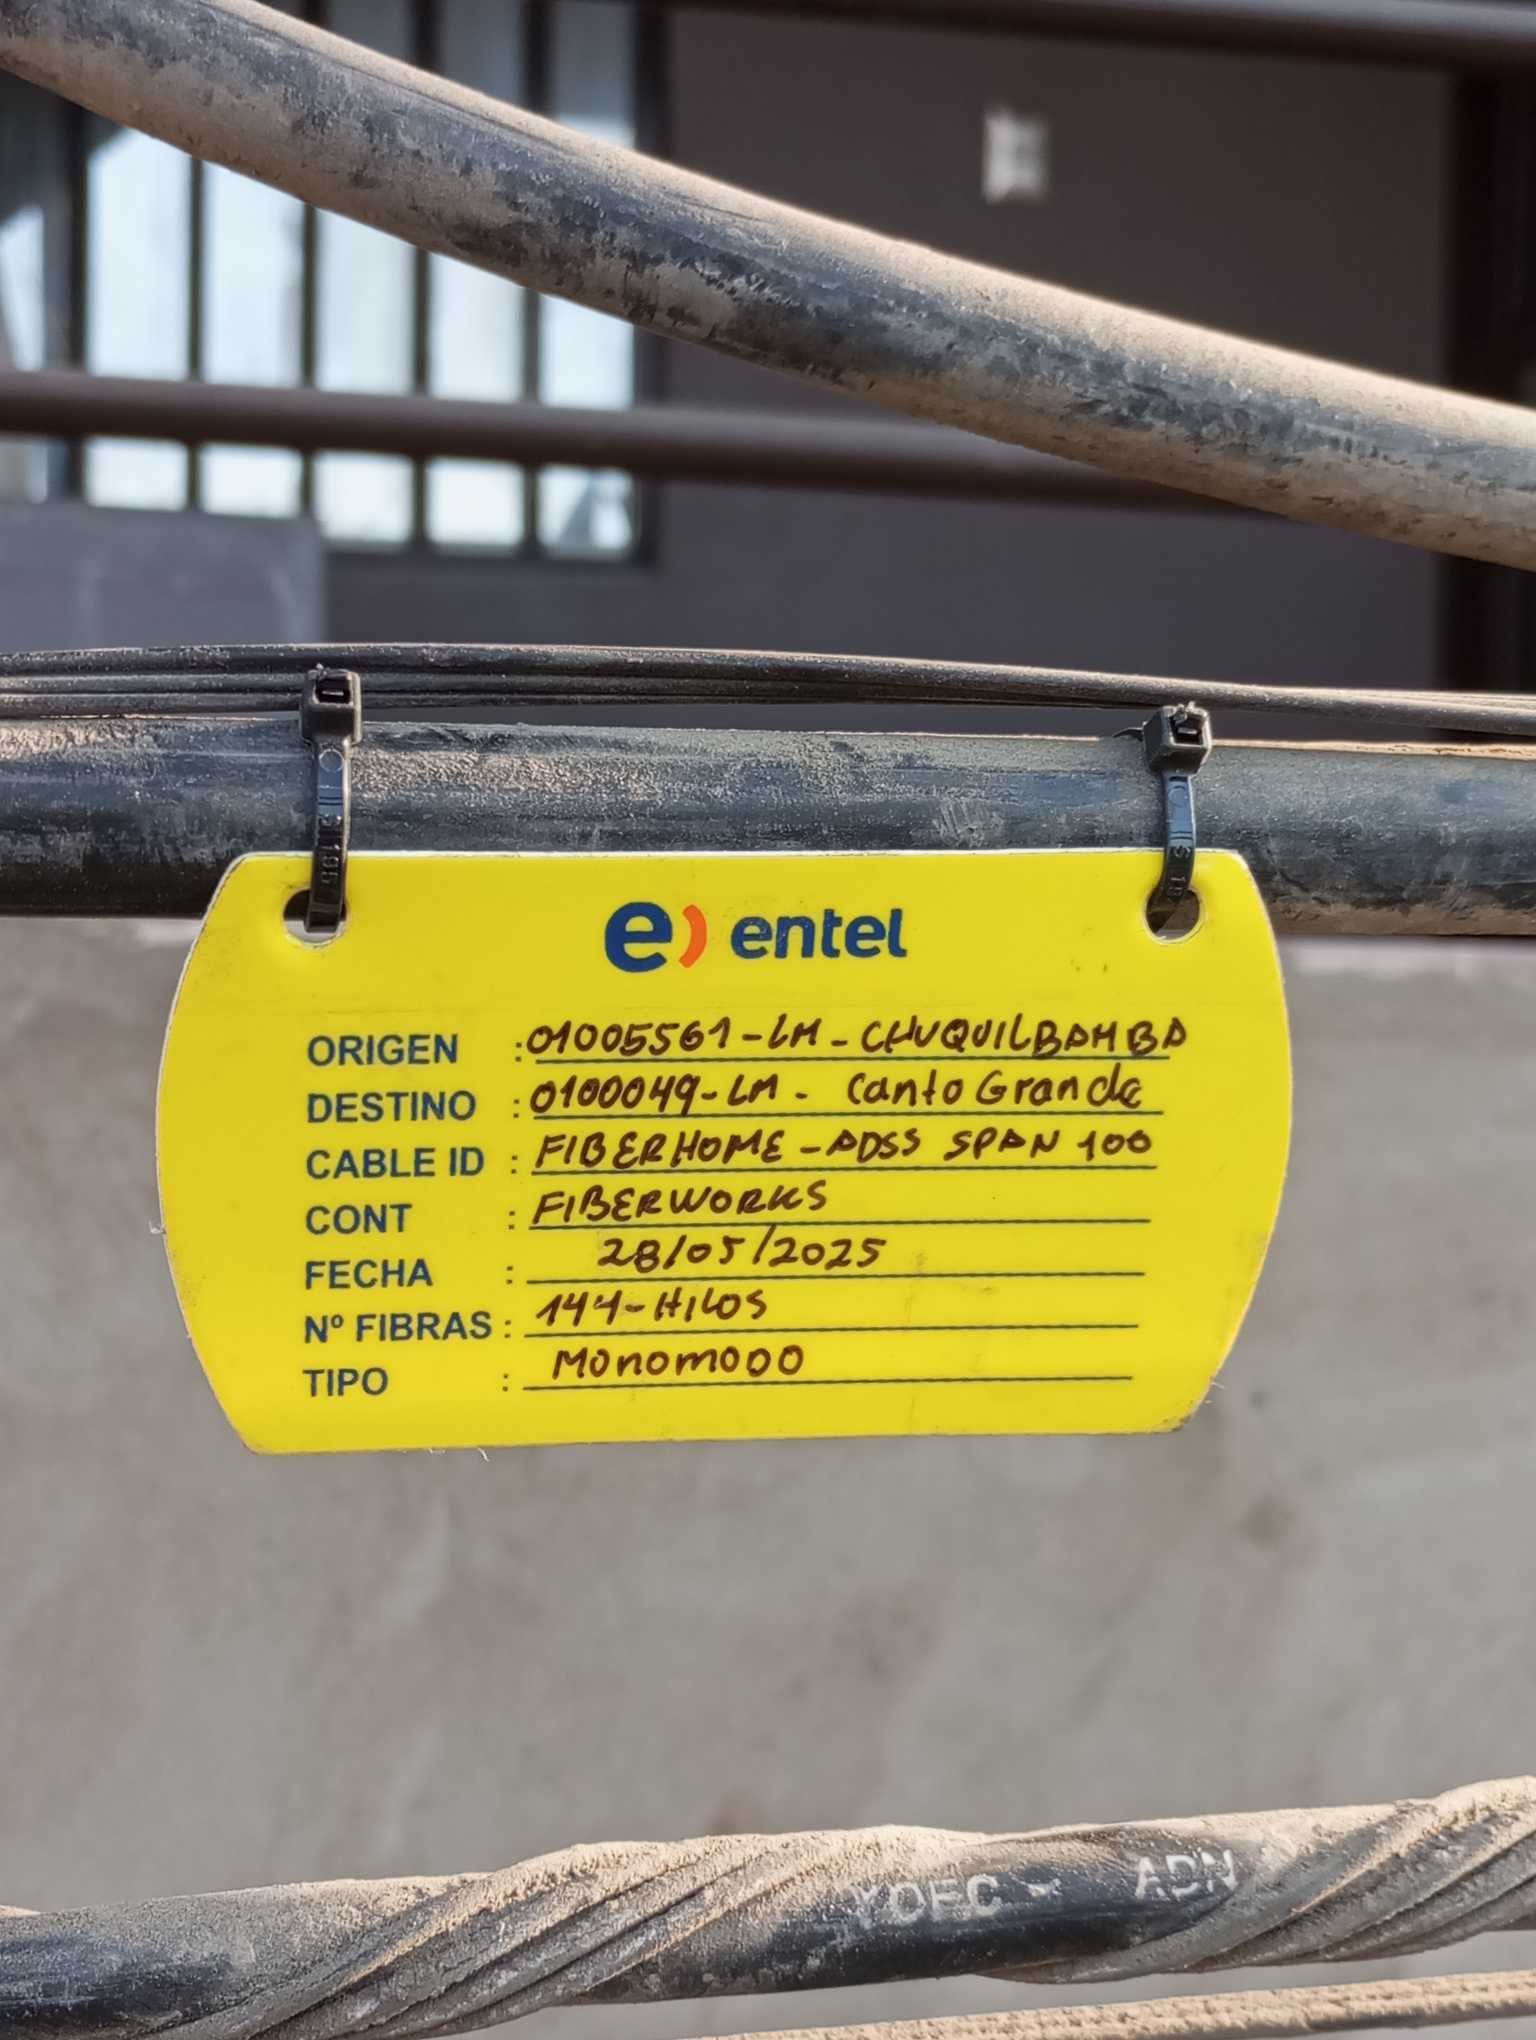 e) entel
ORIGEN : 01005561-LM-CHUQUILBAMBA
DESTINO : 0100049-LM- Canto Grande
CABLE ID : FIBERHOME-ADSS SPAN 100
CONT : FIBERWORKS
FECHA : 28/05/2025
Nº FIBRAS : 144-HILOS
TIPO : MONOMODO
YOFC - ADN